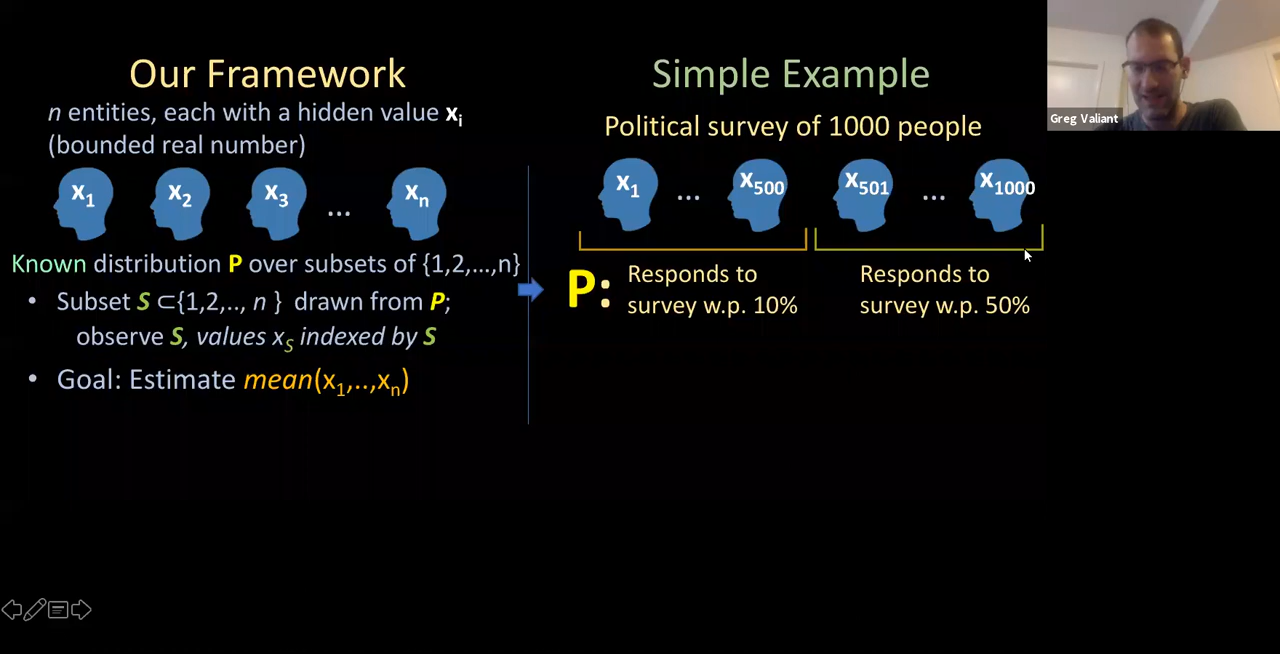 Our Framework
n entities, each with a hidden value xᵢ
(bounded real number)
x₁ x₂ x₃ ... xₙ
Known distribution P over subsets of {1,2,...,n}
• Subset S ⊂{1,2,.., n } drawn from P;
observe S, values x_S indexed by S
• Goal: Estimate mean(x₁,..,xₙ)
Simple Example
Political survey of 1000 people
x₁ ... x₅₀₀ x₅₀₁ ... x₁₀₀₀
P:
Responds to
survey w.p. 10%
Responds to
survey w.p. 50%
Greg Valiant